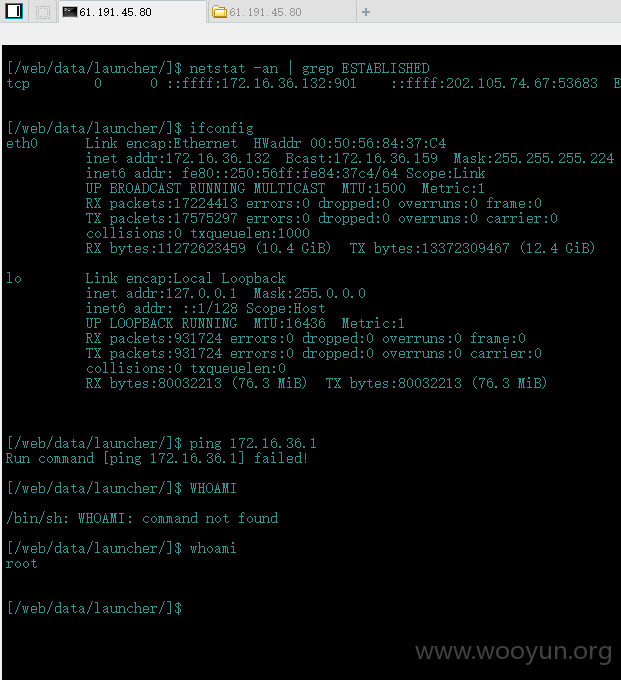 61.191.45.80
61.191.45.80
[/web/data/launcher/]$ netstat -an | grep ESTABLISHED
tcp        0      0 ::ffff:172.16.36.132:901    ::ffff:202.105.74.67:53683  E
[/web/data/launcher/]$ ifconfig
eth0      Link encap:Ethernet  HWaddr 00:50:56:84:37:C4
inet addr:172.16.36.132  Bcast:172.16.36.159  Mask:255.255.255.224
inet6 addr: fe80::250:56ff:fe84:37c4/64 Scope:Link
UP BROADCAST RUNNING MULTICAST  MTU:1500  Metric:1
RX packets:17224413 errors:0 dropped:0 overruns:0 frame:0
TX packets:17575297 errors:0 dropped:0 overruns:0 carrier:0
collisions:0 txqueuelen:1000
RX bytes:11272623459 (10.4 GiB)  TX bytes:13372309467 (12.4 GiB)
lo        Link encap:Local Loopback
inet addr:127.0.0.1  Mask:255.0.0.0
inet6 addr: ::1/128 Scope:Host
UP LOOPBACK RUNNING  MTU:16436  Metric:1
RX packets:931724 errors:0 dropped:0 overruns:0 frame:0
TX packets:931724 errors:0 dropped:0 overruns:0 carrier:0
collisions:0 txqueuelen:0
RX bytes:80032213 (76.3 MiB)  TX bytes:80032213 (76.3 MiB)
[/web/data/launcher/]$ ping 172.16.36.1
Run command [ping 172.16.36.1] failed!
[/web/data/launcher/]$ WHOAMI
/bin/sh: WHOAMI: command not found
[/web/data/launcher/]$ whoami
root
[/web/data/launcher/]$
www.wooyun.org